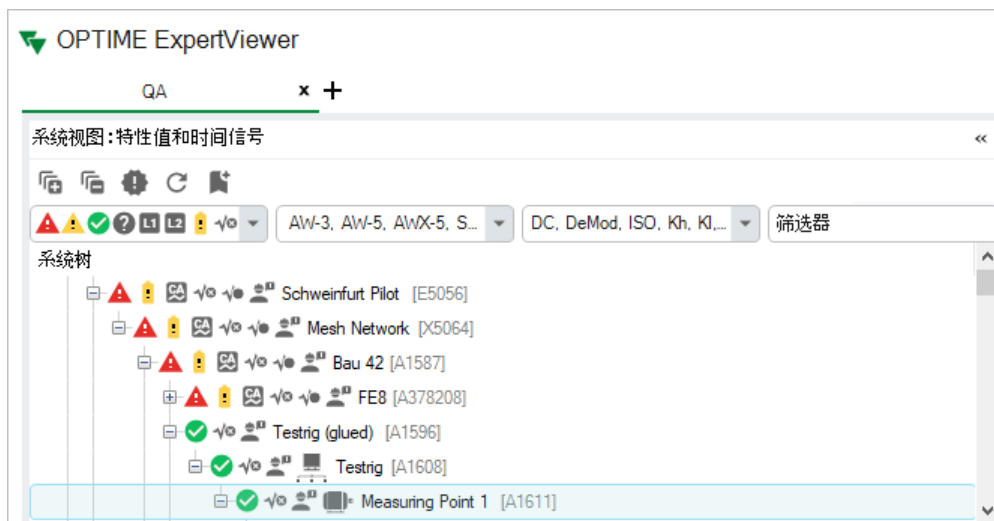 OPTIME ExpertViewer
QA x +
系统视图:特性值和时间信号 «
L1 L2 AW-3, AW-5, AWX-5, S... DC, DeMod, ISO, Kh, KI,... 筛选器
系统树
Schweinfurt Pilot [E5056]
Mesh Network [X5064]
Bau 42 [A1587]
FE8 [A378208]
Testrig (glued) [A1596]
Testrig [A1608]
Measuring Point 1 [A1611]